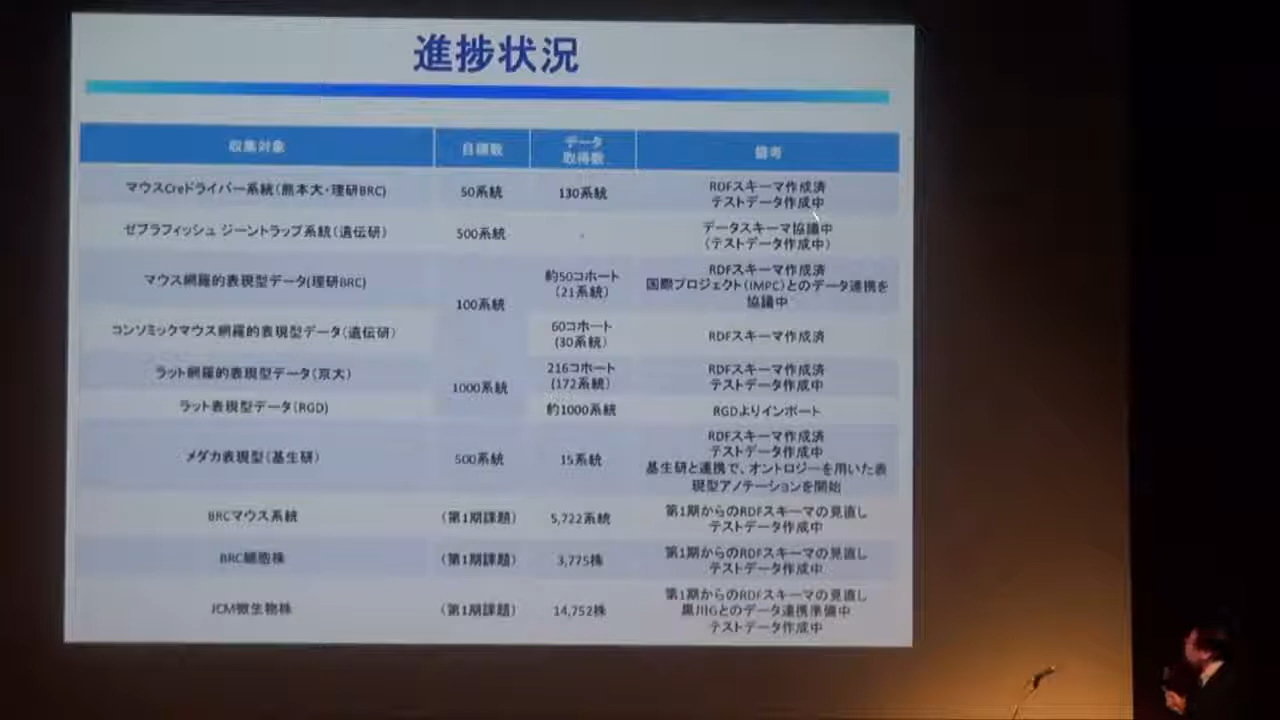 進捗状況
収集対象
目標数
データ
取得数
備考
マウスCreドライバー系統(熊本大・理研BRC)
50系統
130系統
RDFスキーマ作成済
テストデータ作成中
ゼブラフィッシュ ジーントラップ系統(遺伝研)
500系統
-
データスキーマ協議中
(テストデータ作成中)
マウス網羅的表現型データ(理研BRC)
100系統
約50コホート
(21系統)
RDFスキーマ作成済
国際プロジェクト(IMPC)とのデータ連携を
協議中
コンソミックマウス網羅的表現型データ(遺伝研)
60コホート
(30系統)
RDFスキーマ作成済
ラット網羅的表現型データ(京大)
1000系統
216コホート
(172系統)
RDFスキーマ作成済
テストデータ作成中
ラット表現型データ(RGD)
約1000系統
RGDよりインポート
メダカ表現型(基生研)
500系統
15系統
RDFスキーマ作成済
テストデータ作成中
基生研と連携で、オントロジーを用いた表
現型アノテーションを開始
BRCマウス系統
(第1期課題)
5,722系統
第1期からのRDFスキーマの見直し
テストデータ作成中
BRC細胞株
(第1期課題)
3,775株
第1期からのRDFスキーマの見直し
テストデータ作成中
JCM微生物株
(第1期課題)
14,752株
第1期からのRDFスキーマの見直し
黒川Gとのデータ連携準備中
テストデータ作成中